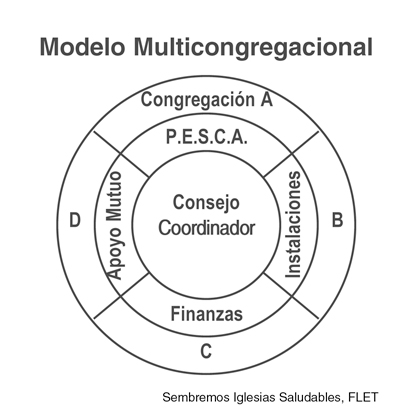 Modelo Multicongregacional
Congregación A
P.E.S.C.A.
D
Apoyo Mutuo
Consejo
Coordinador
Instalaciones
B
Finanzas
C
Sembremos Iglesias Saludables, FLET